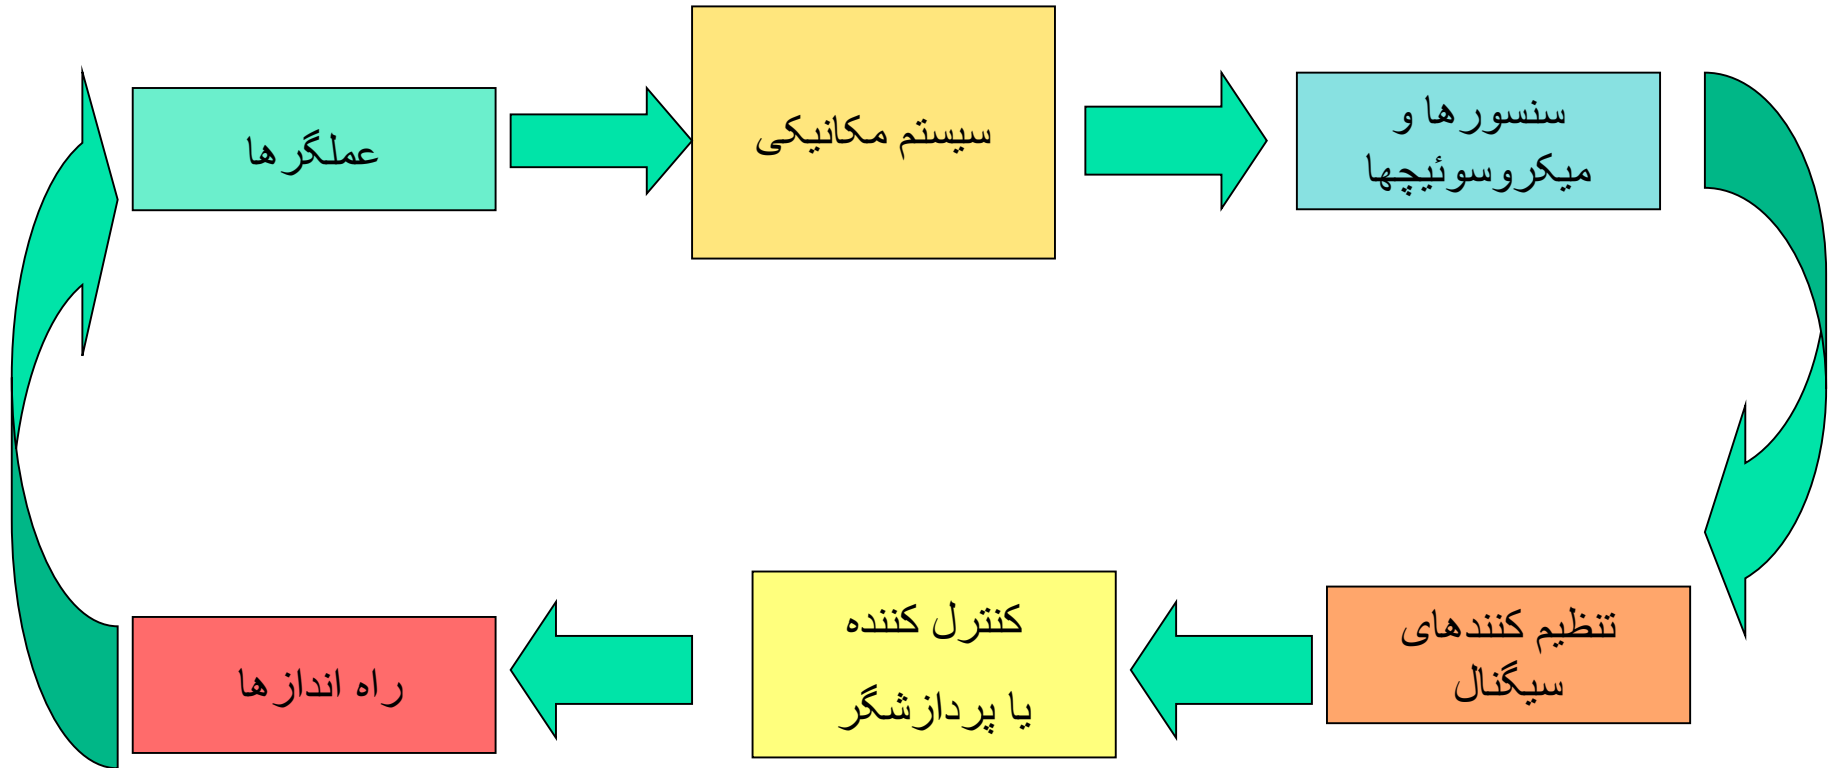 عملگرها
سیستم مکانیکی
سنسورها و
میکروسوئیچها
تنظیم کنندهای
سیگنال
کنترل کننده
یا پردازشگر
راه اندازها